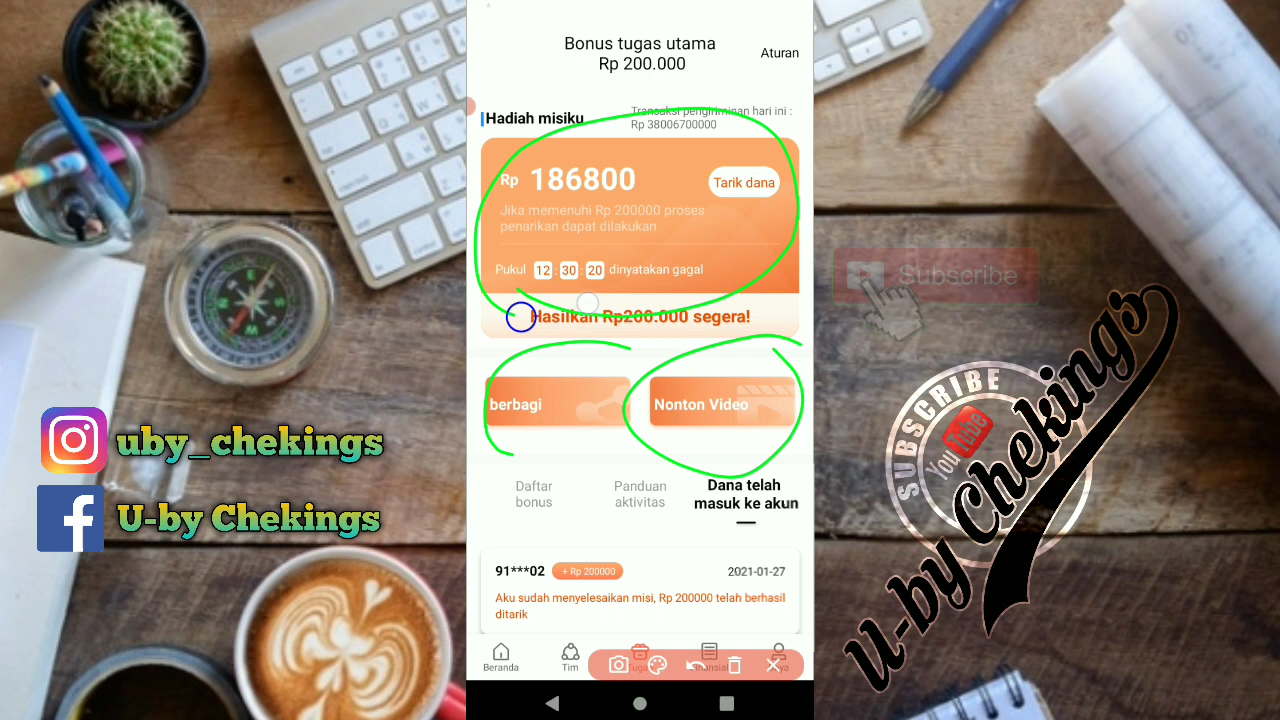 Bonus tugas utama
Rp 200.000
Aturan
Hadiah misiku
Transaksi pengiriminan hari ini :
Rp 38006700000
Rp 186800
Tarik dana
Jika memenuhi Rp 200000 proses
penarikan dapat dilakukan
Pukul 12 : 30 : 20 dinyatakan gagal
Hasilkan Rp200.000 segera!
berbagi
Nonton Video
Daftar
bonus
Panduan
aktivitas
Dana telah
masuk ke akun
91***02
+ Rp 200000
2021-01-27
Aku sudah menyelesaikan misi, Rp 200000 telah berhasil
ditarik
Beranda
Tim
uby_chekings
U-by Chekings
Subscribe
SUBSCRIBE
YouTube
U-by Chekings